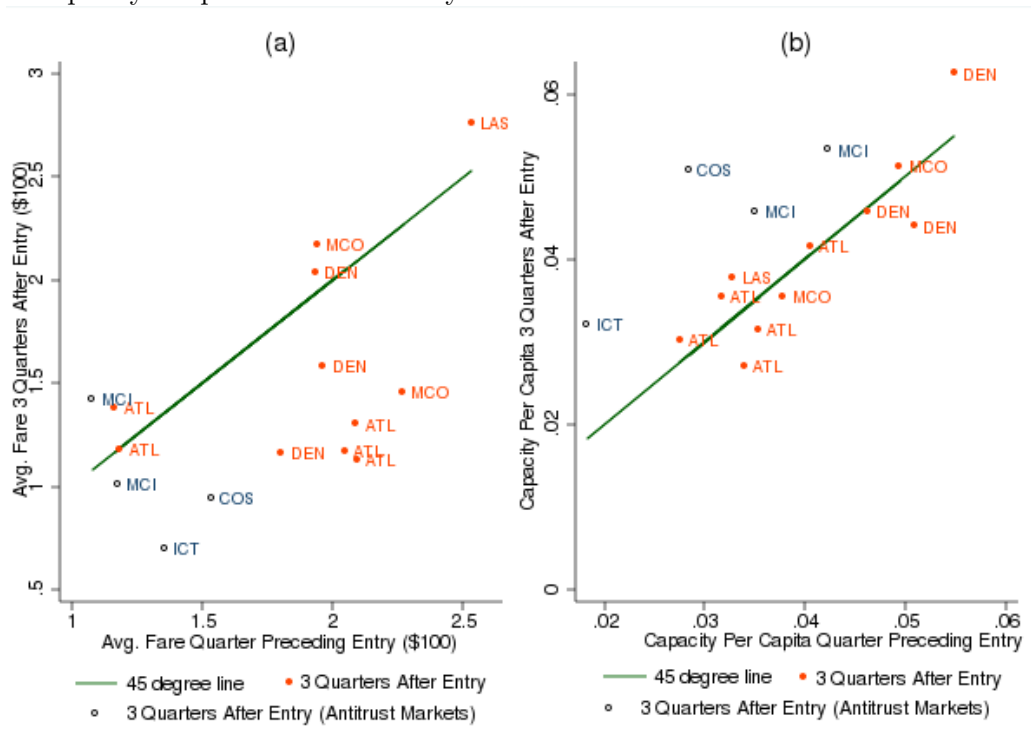 (a)
Avg. Fare 3 Quarters After Entry ($100)
3
2.5
2
1.5
1
.5
LAS
MCO
DEN
DEN
MCO
MCI
ATL
ATL
ATL
DEN
ATL
ATL
MCI
COS
ICT
1 1.5 2 2.5
Avg. Fare Quarter Preceding Entry ($100)
45 degree line 3 Quarters After Entry
3 Quarters After Entry (Antitrust Markets)
(b)
Capacity Per Capita 3 Quarters After Entry
.06
.04
.02
0
DEN
MCI
COS
MCO
MCI
DEN
DEN
ATL
LAS
ATL
MCO
ICT
ATL
ATL
ATL
.02 .03 .04 .05 .06
Capacity Per Capita Quarter Preceding Entry
45 degree line 3 Quarters After Entry
3 Quarters After Entry (Antitrust Markets)